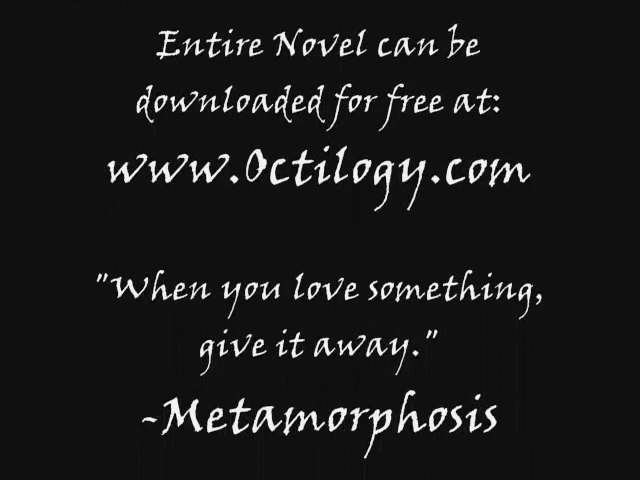 Entire Novel can be
downloaded for free at:
www.Octilogy.com
"When you love something,
give it away."
-Metamorphosis